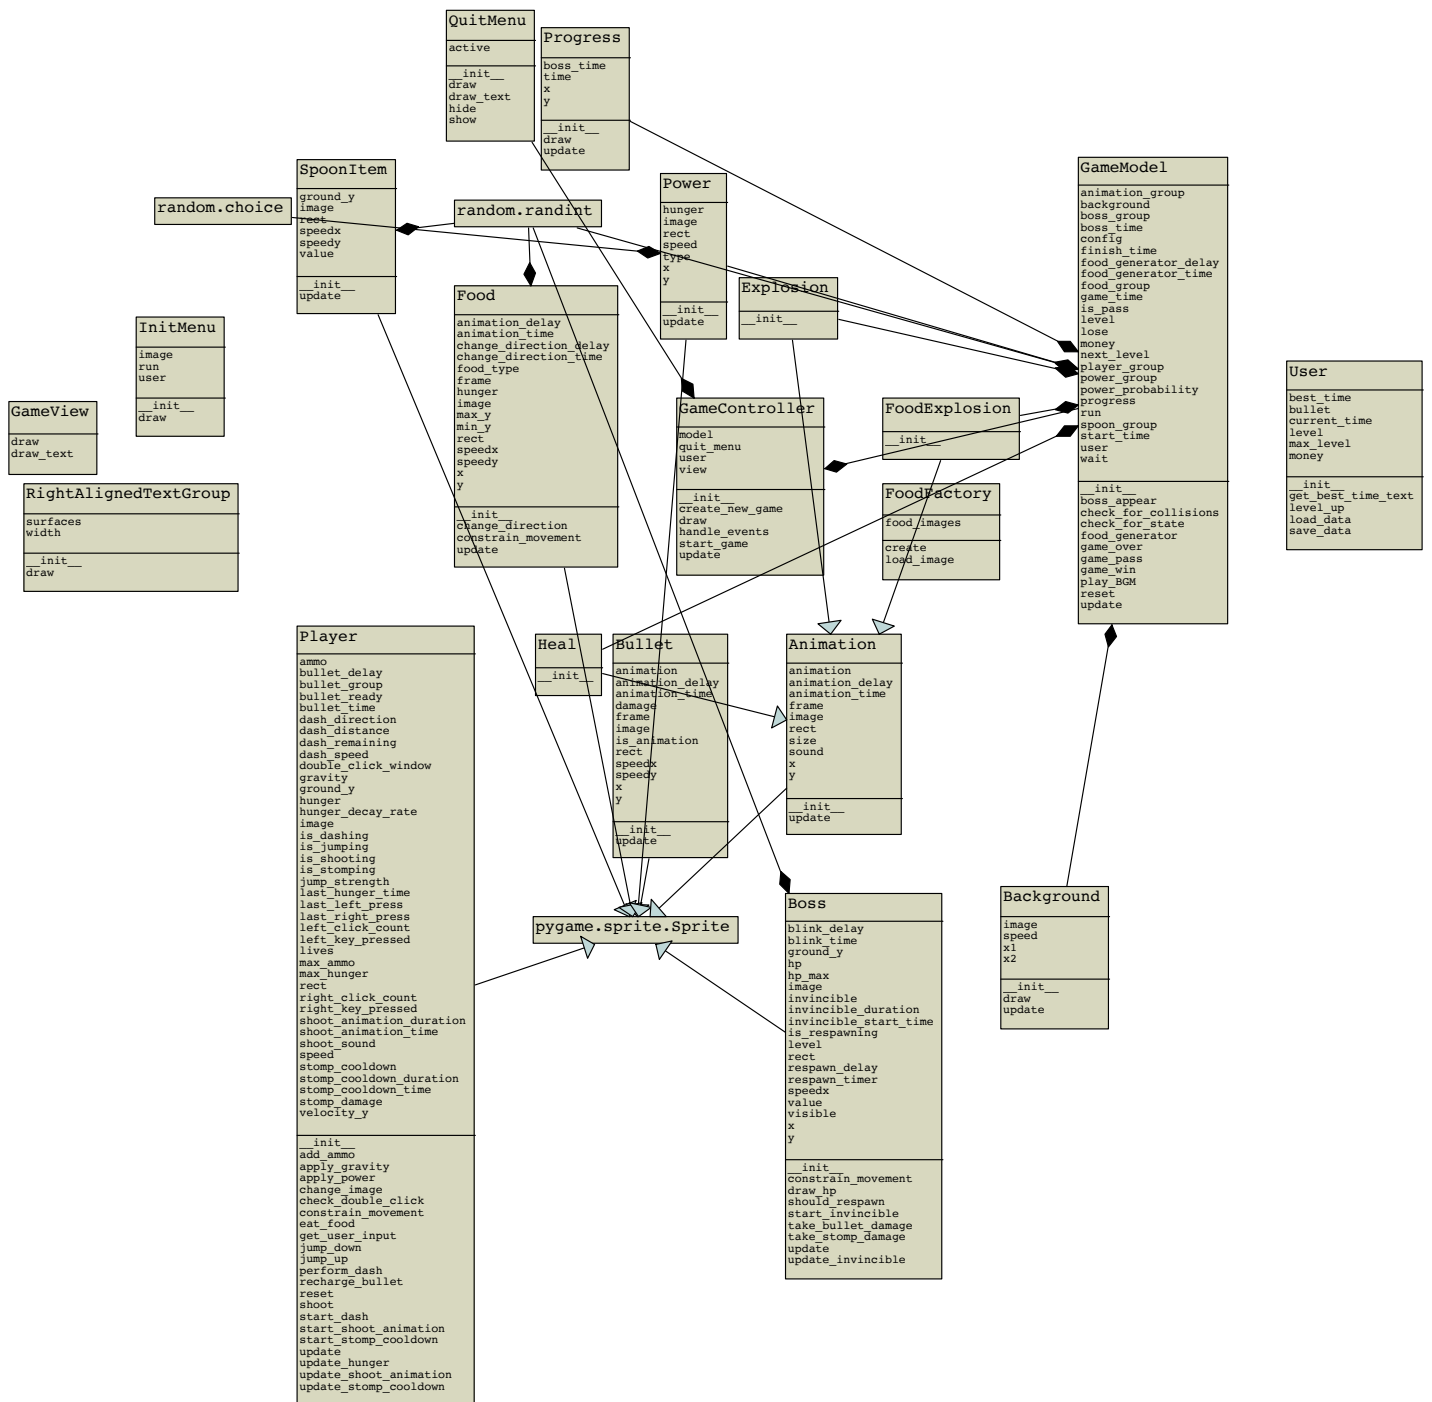 QuitMenu
active
__init__
draw
draw_text
hide
show
Progress
boss_time
time
x
y
__init__
draw
update
SpoonItem
ground_y
image
rect
speedx
speedy
value
__init__
update
random.choice
random.randint
Power
hunger
image
rect
speed
type
x
y
__init__
update
Explosion
__init__
GameModel
animation_group
background
boss_group
boss_time
config
finish_time
food_generator_delay
food_generator_time
food_group
game_time
is_pass
level
lose
money
next_level
player_group
power_group
power_probability
progress
run
spoon_group
start_time
user
wait
__init__
boss_appear
check_for_collisions
check_for_state
food_generator
game_over
game_pass
game_win
play_BGM
reset
update
InitMenu
image
run
user
__init__
draw
Food
animation_delay
animation_time
change_direction_delay
change_direction_time
food_type
frame
hunger
image
max_y
min_y
rect
speedx
speedy
x
y
__init__
change_direction
constrain_movement
update
GameView
draw
draw_text
GameController
model
quit_menu
user
view
__init__
create_new_game
draw
handle_events
start_game
update
FoodExplosion
__init__
User
best_time
bullet
current_time
level
max_level
money
__init__
get_best_time_text
level_up
load_data
save_data
RightAlignedTextGroup
surfaces
width
__init__
draw
FoodFactory
food_images
create
load_image
Player
ammo
bullet_delay
bullet_group
bullet_ready
bullet_time
dash_direction
dash_distance
dash_remaining
dash_speed
double_click_window
gravity
ground_y
hunger
hunger_decay_rate
image
is_dashing
is_jumping
is_shooting
is_stomping
jump_strength
last_hunger_time
last_left_press
last_right_press
left_click_count
left_key_pressed
lives
max_ammo
max_hunger
rect
right_click_count
right_key_pressed
shoot_animation_duration
shoot_animation_time
shoot_sound
speed
stomp_cooldown
stomp_cooldown_duration
stomp_cooldown_time
stomp_damage
velocity_y
__init__
add_ammo
apply_gravity
apply_power
change_image
check_double_click
constrain_movement
eat_food
get_user_input
jump_down
jump_up
perform_dash
recharge_bullet
reset
shoot
start_dash
start_shoot_animation
start_stomp_cooldown
update
update_hunger
update_shoot_animation
update_stomp_cooldown
Heal
__init__
Bullet
animation
animation_delay
animation_time
damage
frame
image
is_animation
rect
speedx
speedy
x
y
__init__
update
Animation
animation
animation_delay
animation_time
frame
image
rect
size
sound
x
y
__init__
update
pygame.sprite.Sprite
Boss
blink_delay
blink_time
ground_y
hp
hp_max
image
invincible
invincible_duration
invincible_start_time
is_respawning
level
rect
respawn_delay
respawn_timer
speedx
value
visible
x
y
__init__
constrain_movement
draw_hp
should_respawn
start_invincible
take_bullet_damage
take_stomp_damage
update
update_invincible
Background
image
speed
x1
x2
__init__
draw
update